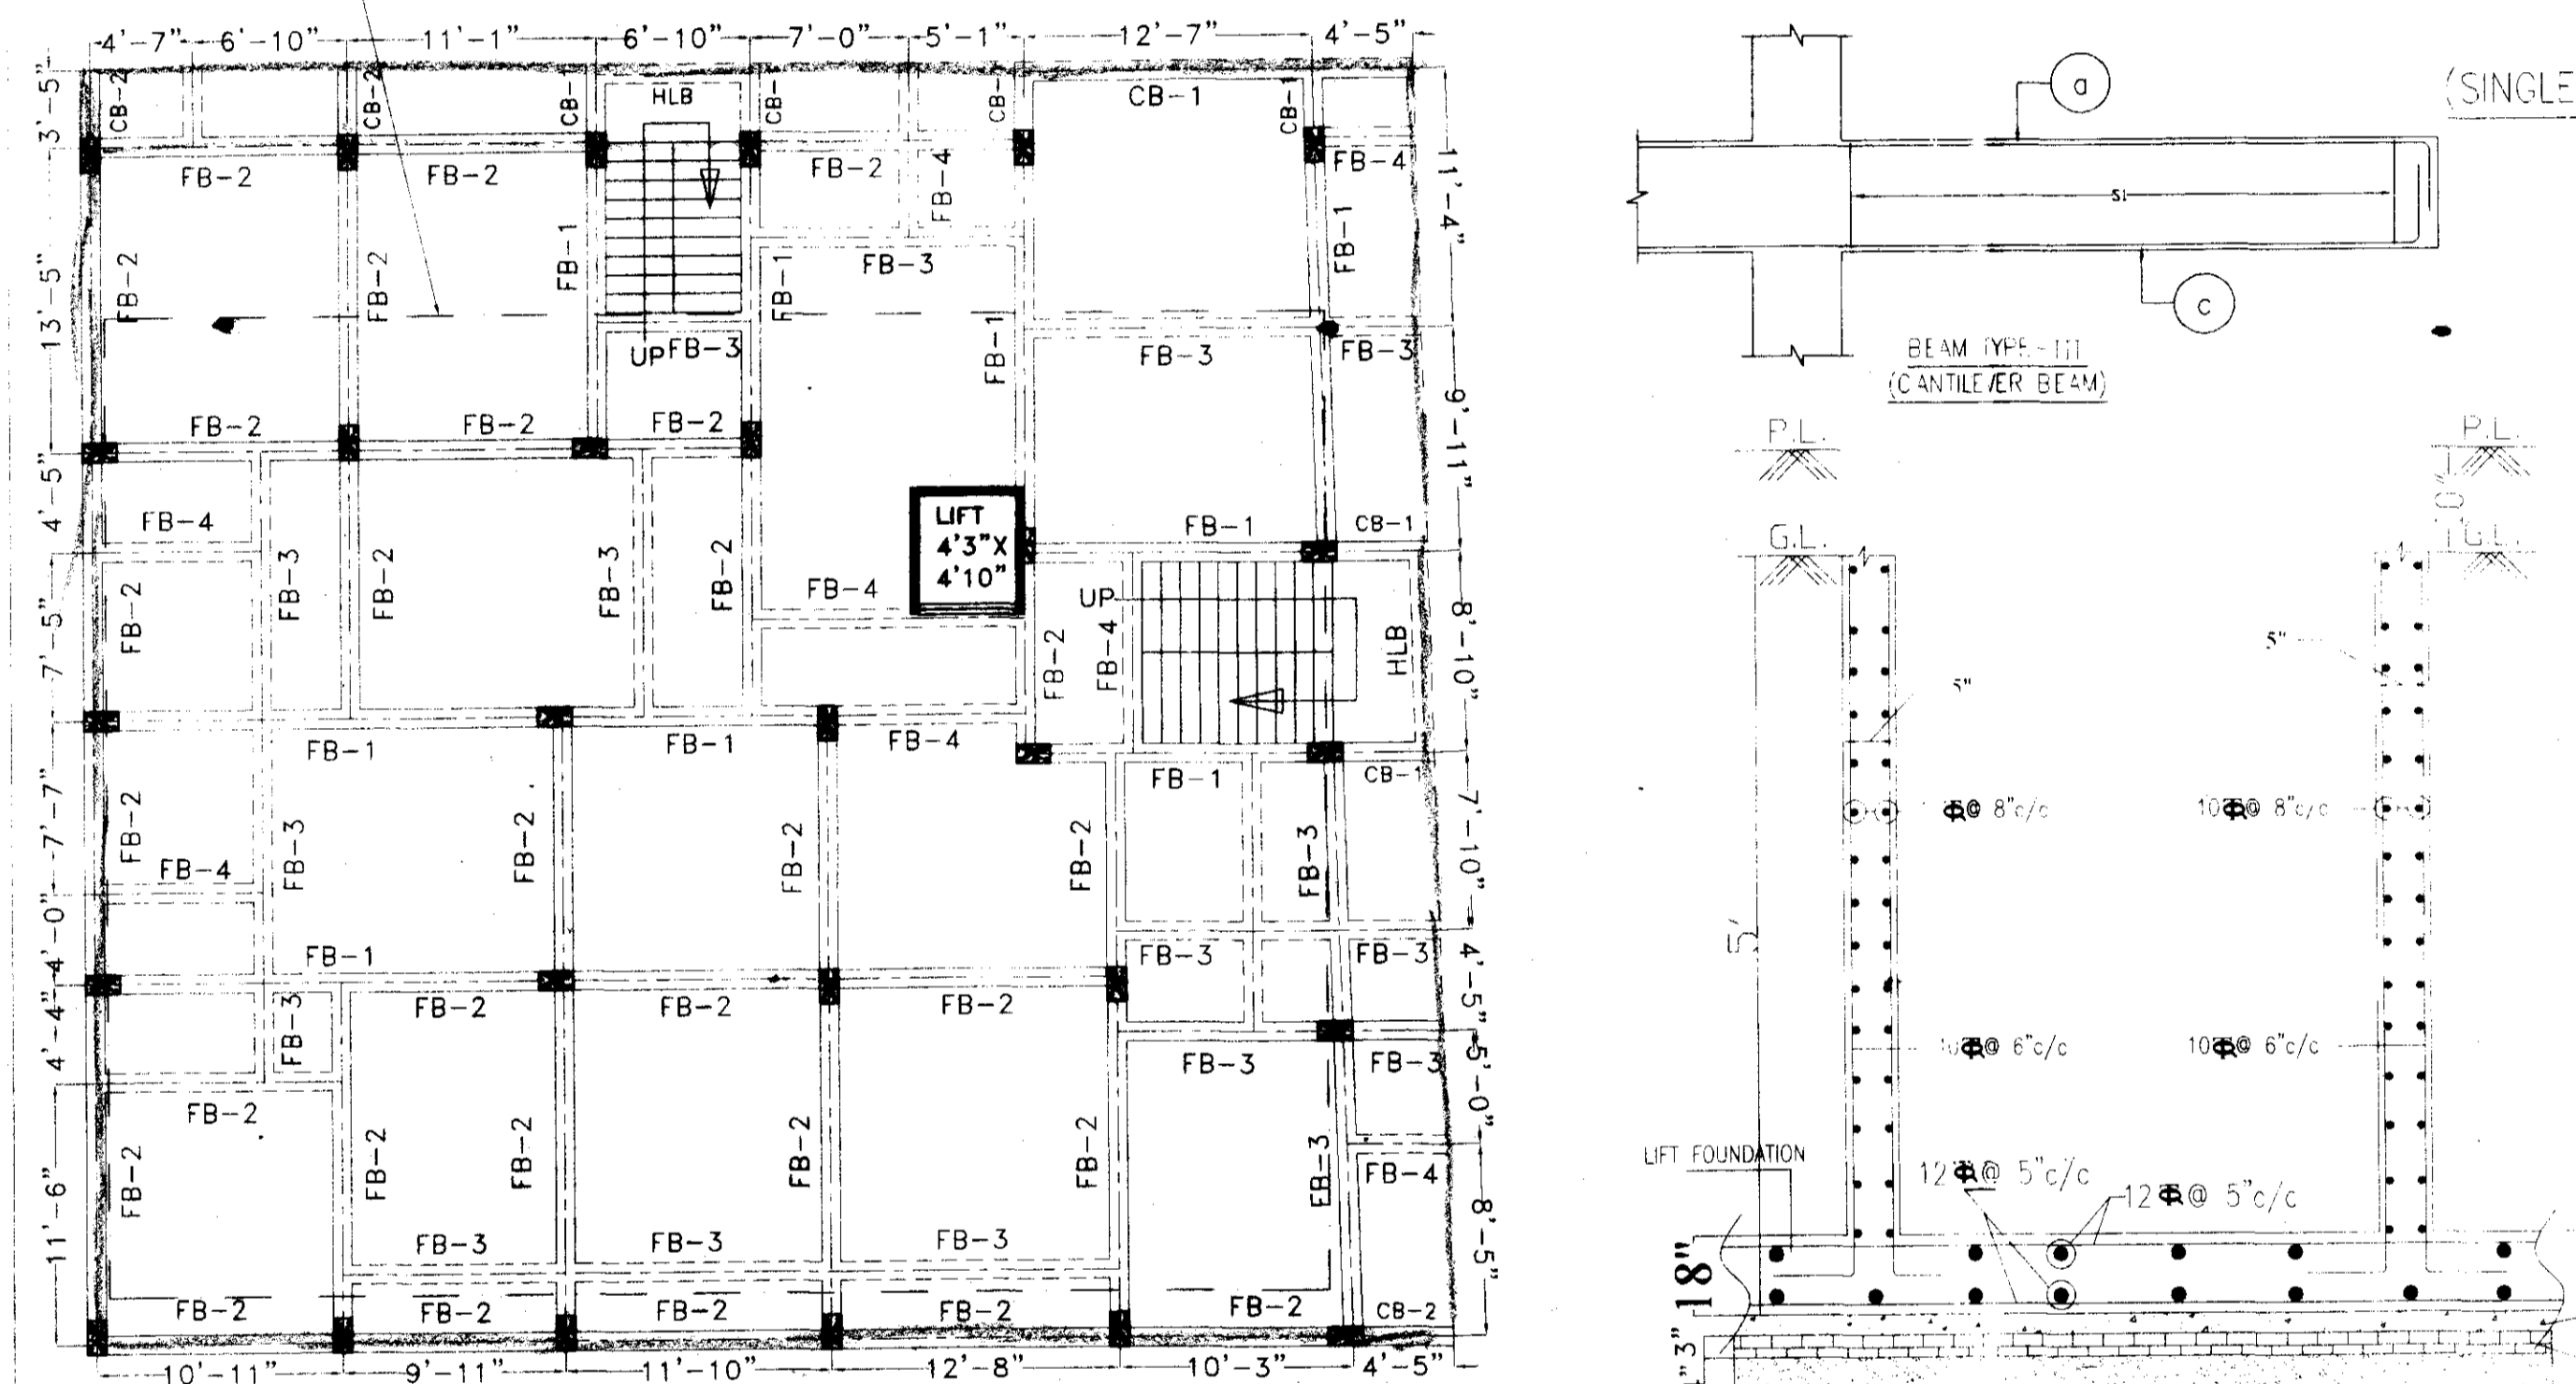 4'-7" 6'-10" 11'-1" 6'-10" 7'-0" 5'-1" 12'-7" 4'-5"
3'-5" 13'-5" 4'-5" 7'-5" 7'-7" 4'-0" 4'-4" 11'-6"
CB-2 CB-2 CB-1 HLB CB-1 CB-1 CB-1 CB-1
FB-2 FB-2 FB-2 FB-4 FB-4
FB-2 FB-2 FB-1 FB-1 FB-3 FB-1
UP FB-3 FB-1 FB-3 FB-3
FB-2 FB-2 FB-2
FB-4 FB-1 CB-1
LIFT
4'3"X
4'10"
FB-2 FB-3 FB-2 FB-3 FB-2 FB-4
UP
FB-2 FB-4 HLB
FB-1 FB-1 FB-4 FB-1 CB-1
FB-2 FB-3 FB-2 FB-2 FB-2 FB-3
FB-4
FB-1 FB-3 FB-3
FB-3 FB-2 FB-2 FB-2
FB-3 FB-3
FB-2
FB-2 FB-2 FB-2 FB-2 FB-2 FB-3 FB-4
FB-3 FB-3 FB-3
FB-2 FB-2 FB-2 FB-2 FB-2 CB-2
10'-11" 9'-11" 11'-10" 12'-8" 10'-3" 4'-5"
11'-4" 9'-11" 8'-10" 7'-10" 4'-5" 5'-0" 8'-5"
(SINGLE
a
S1
c
BEAM TYPE-III
(CANTILEVER BEAM)
P.L. P.L.
G.L. G.L.
5" 5"
@ 8"c/c 10 @ 8"c/c
5'
10 @ 6"c/c 10 @ 6"c/c
LIFT FOUNDATION
12 @ 5"c/c 12 @ 5"c/c
18"
3"